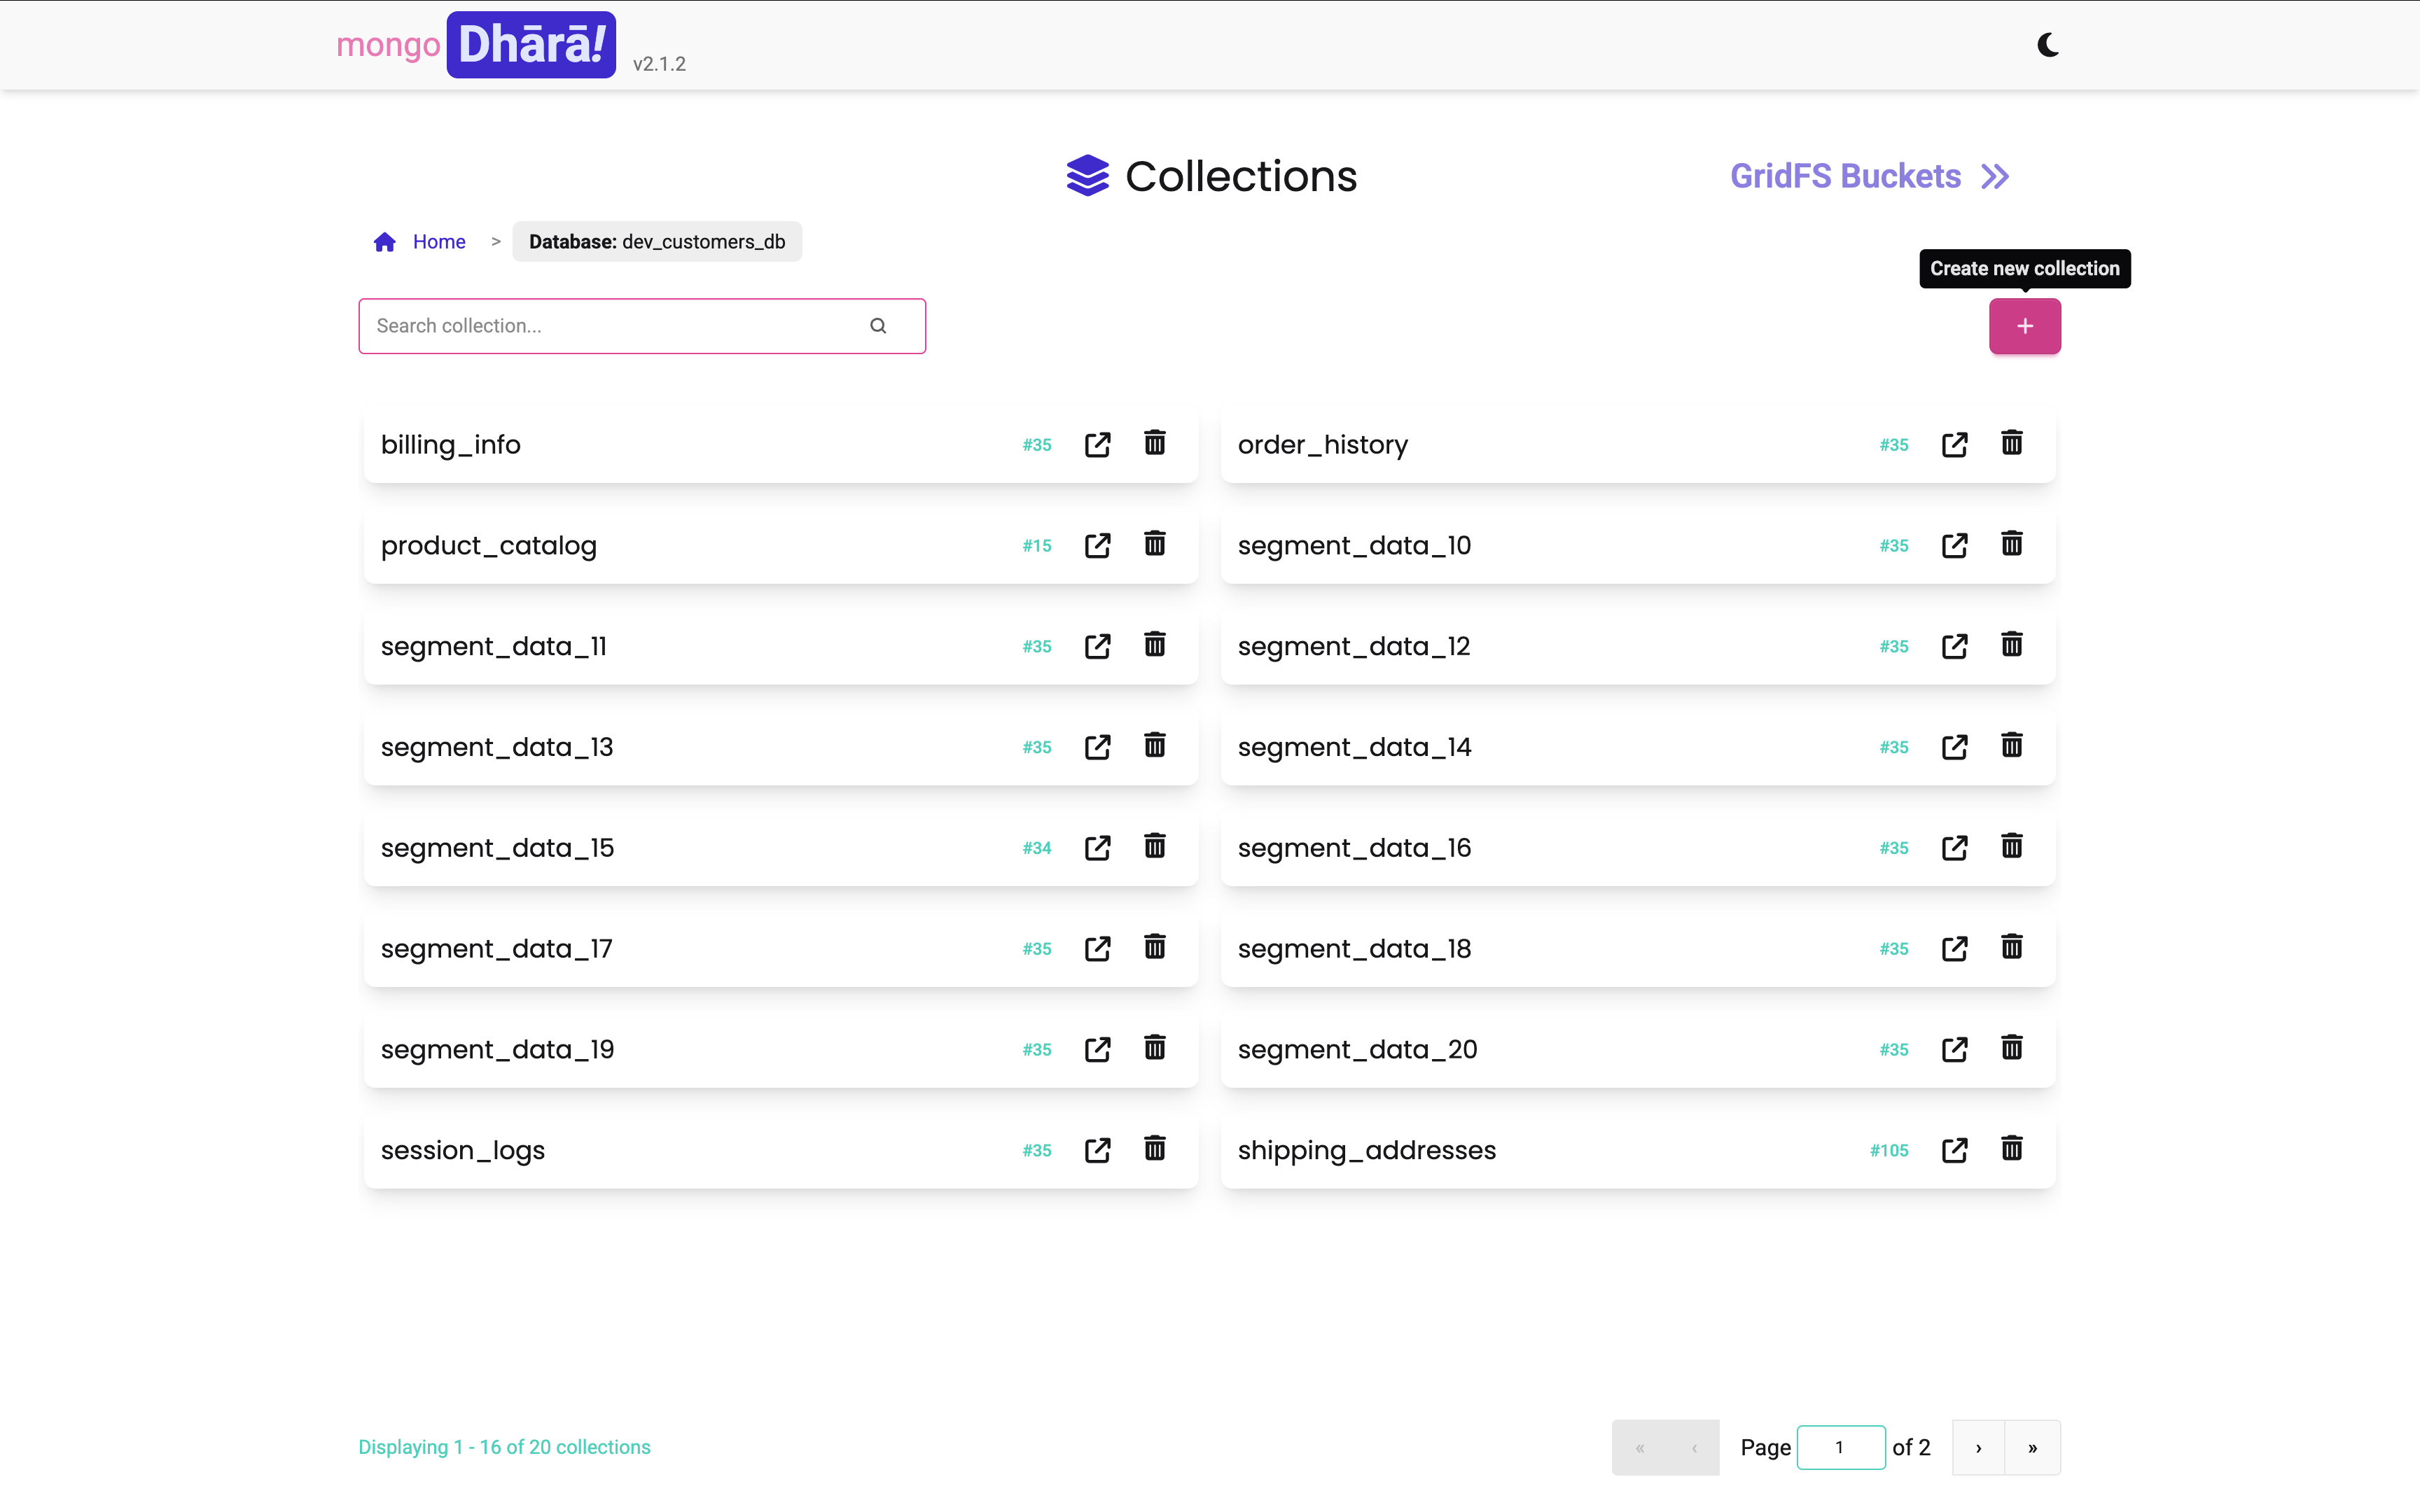 mongo Dhārā! v2.1.2
Collections
GridFS Buckets
Home > Database: dev_customers_db
Create new collection
Search collection...
+
billing_info #35
order_history #35
product_catalog #15
segment_data_10 #35
segment_data_11 #35
segment_data_12 #35
segment_data_13 #35
segment_data_14 #35
segment_data_15 #34
segment_data_16 #35
segment_data_17 #35
segment_data_18 #35
segment_data_19 #35
segment_data_20 #35
session_logs #35
shipping_addresses #105
Displaying 1 - 16 of 20 collections
« ‹ Page 1 of 2 › »